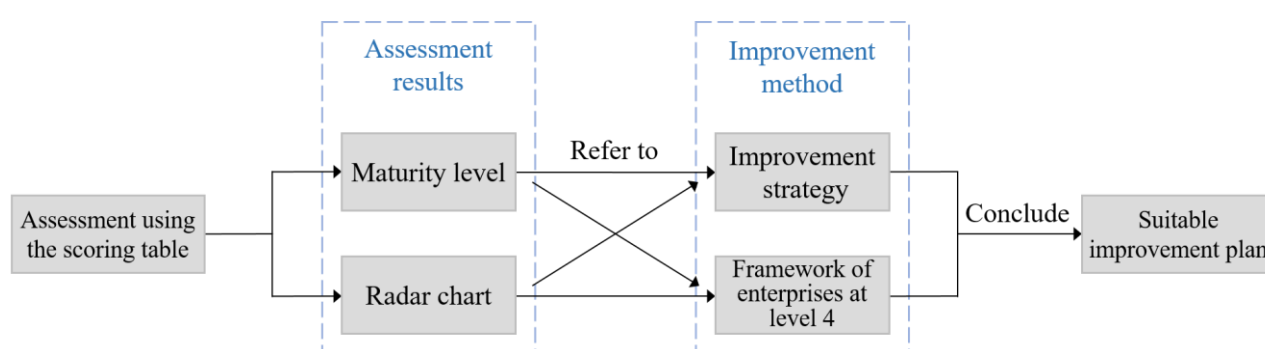 Assessment
results
Improvement
method
Refer to
Maturity level
Improvement
strategy
Assessment using
the scoring table
Conclude
Suitable
improvement plan
Radar chart
Framework of
enterprises at
level 4